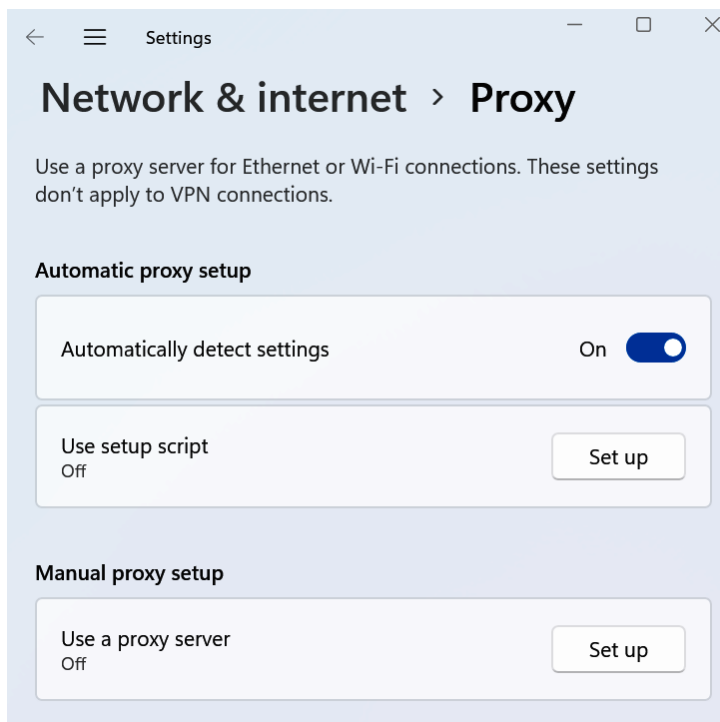 Settings
Network & internet > Proxy
Use a proxy server for Ethernet or Wi-Fi connections. These settings
don’t apply to VPN connections.
Automatic proxy setup
Automatically detect settings On
Use setup script
Off
Set up
Manual proxy setup
Use a proxy server
Off
Set up